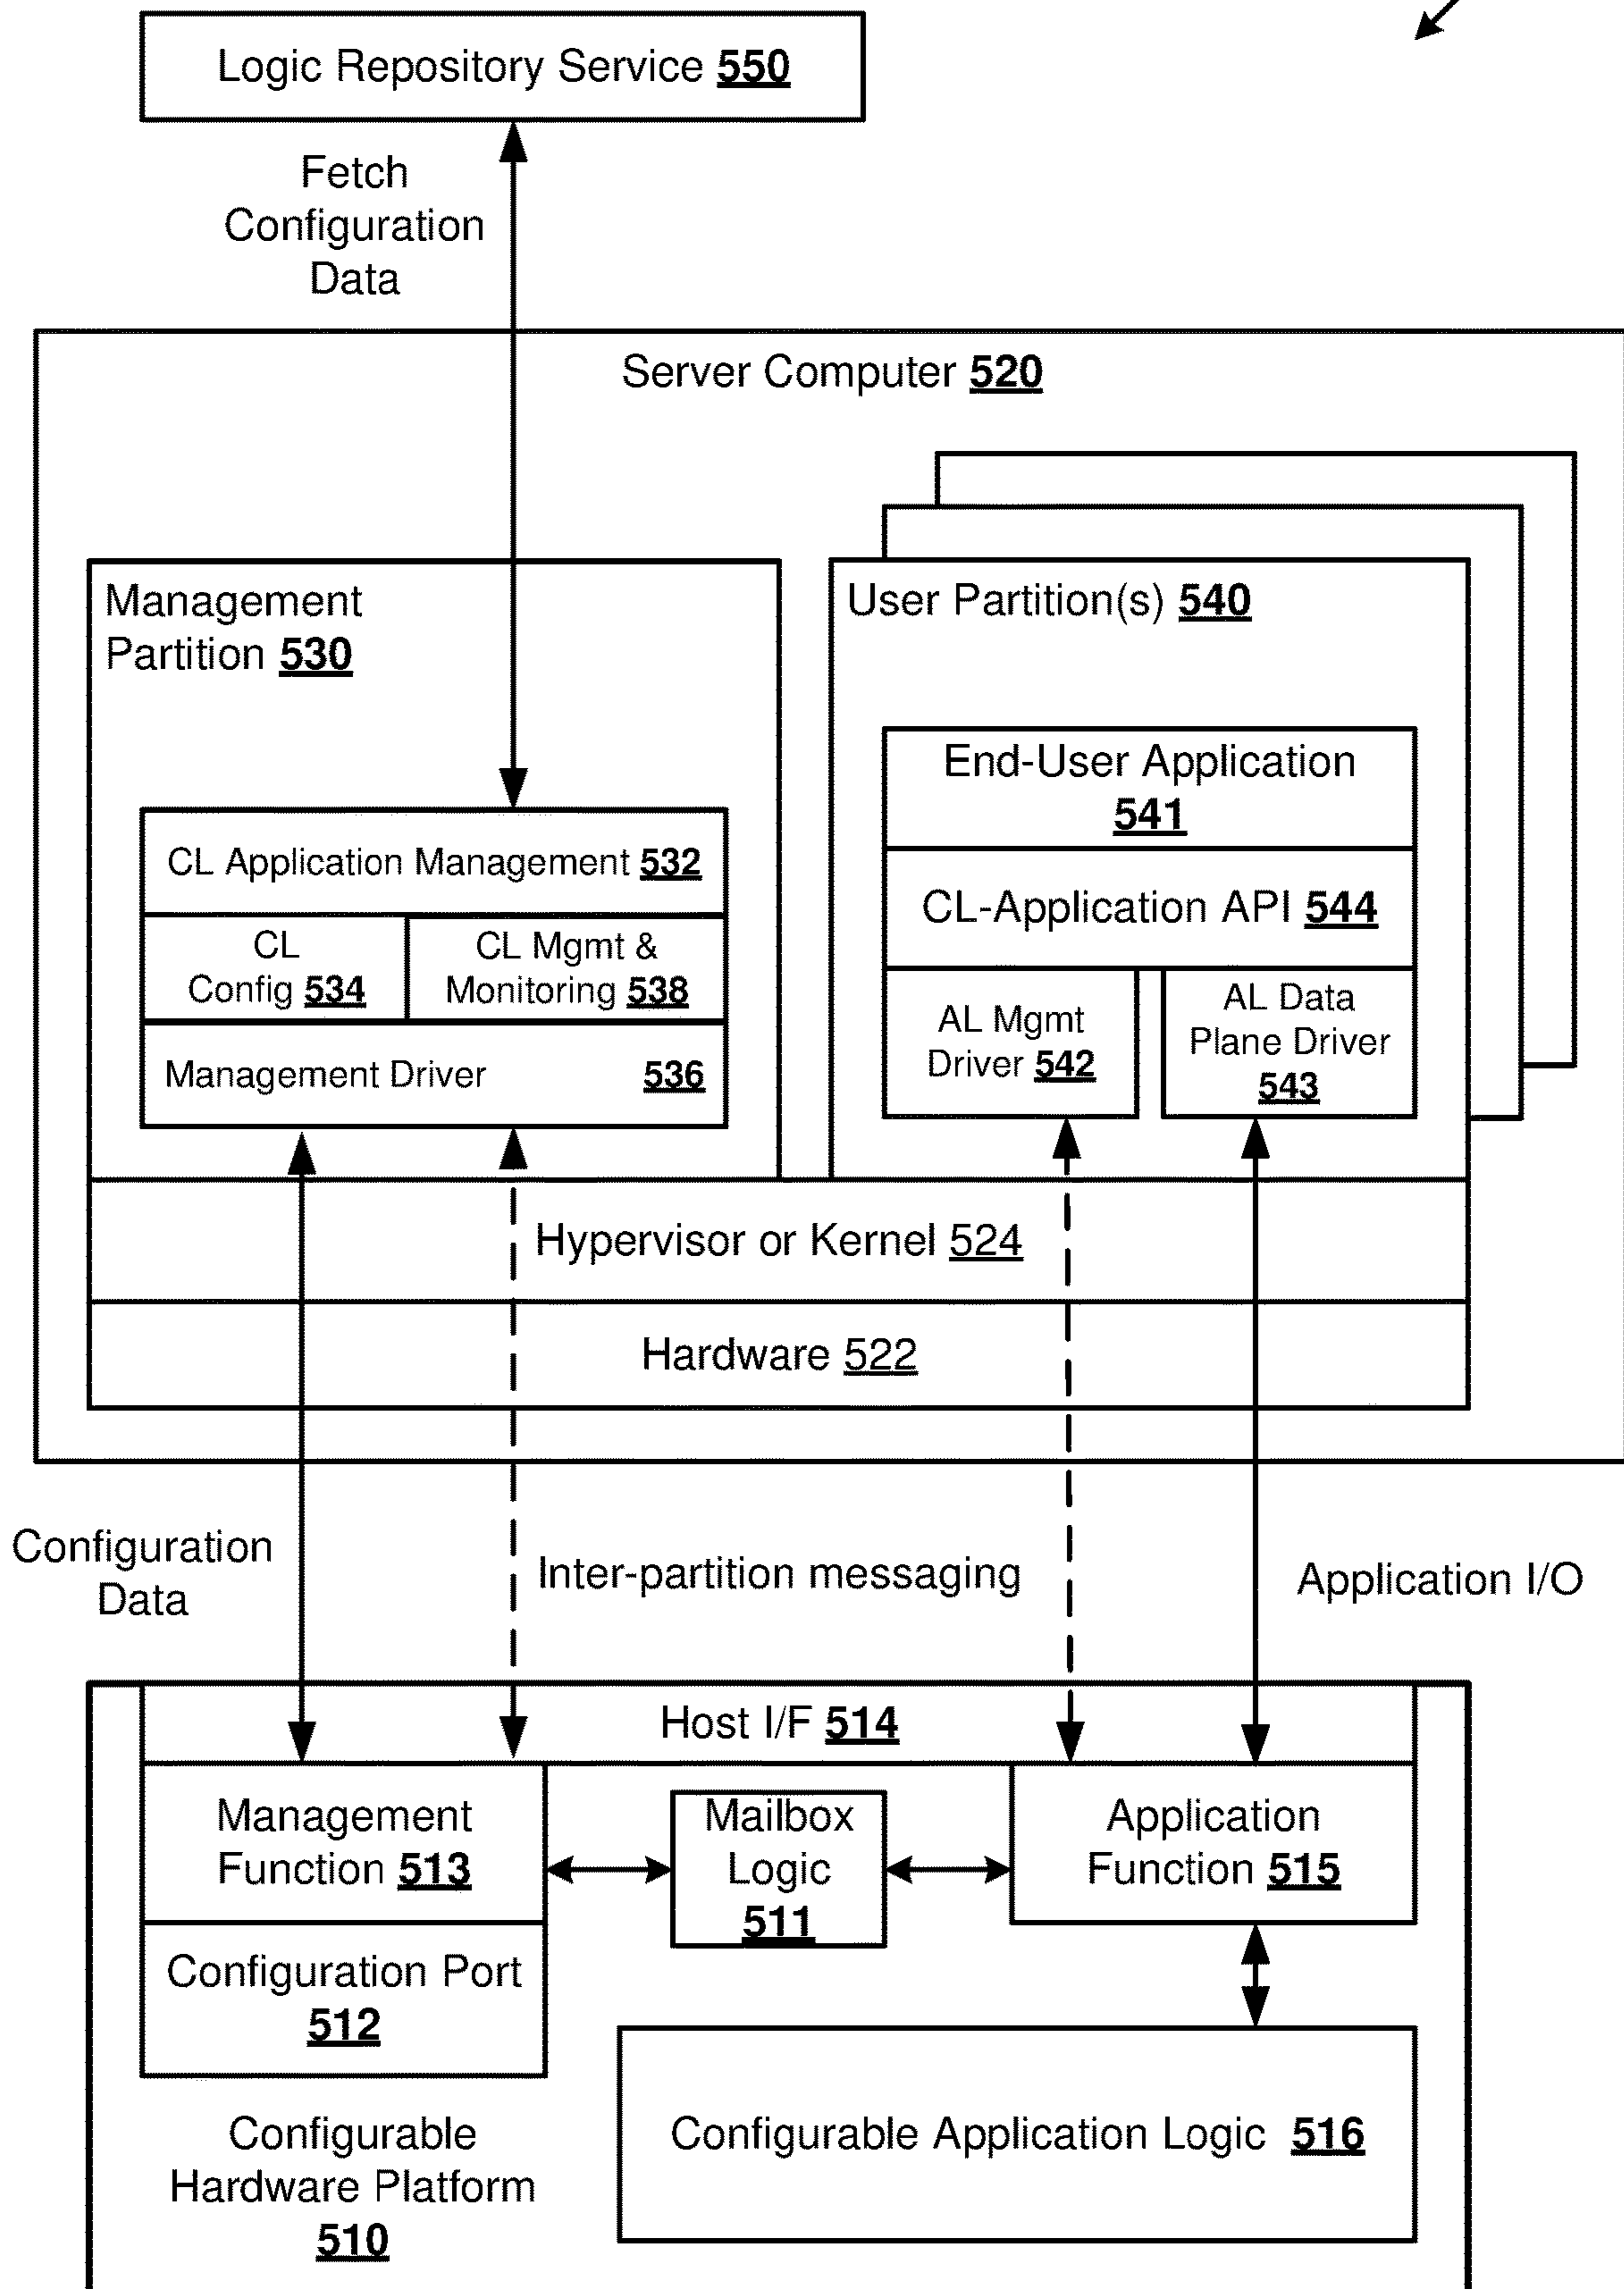 Logic Repository Service 550
Fetch
Configuration
Data
Server Computer 520
Management
Partition 530
User Partition(s) 540
End-User Application
541
CL Application Management 532
CL-Application API 544
CL
Config 534
CL Mgmt &
Monitoring 538
AL Mgmt
Driver 542
AL Data
Plane Driver
543
Management Driver 536
Hypervisor or Kernel 524
Hardware 522
Configuration
Data
Inter-partition messaging
Application I/O
Host I/F 514
Management
Function 513
Mailbox
Logic
511
Application
Function 515
Configuration Port
512
Configurable
Hardware Platform
510
Configurable Application Logic 516